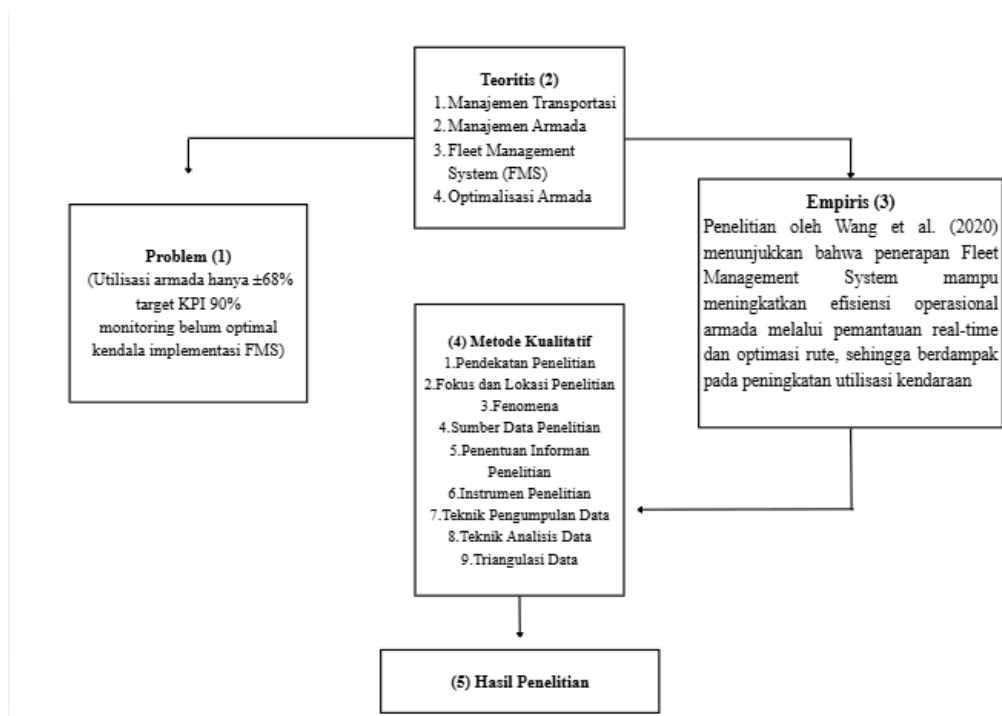 Teoritis (2)
1.Manajemen Transportasi
2.Manajemen Armada
3.Fleet Management
System (FMS)
4.Optimalisasi Armada
Problem (1)
(Utilisasi armada hanya ±68%
target KPI 90%
monitoring belum optimal
kendala implementasi FMS)
Empiris (3)
Penelitian oleh Wang et al. (2020)
menunjukkan bahwa penerapan Fleet
Management System mampu
meningkatkan efisiensi operasional
armada melalui pemantauan real-time
dan optimasi rute, sehingga berdampak
pada peningkatan utilisasi kendaraan
(4) Metode Kualitatif
1.Pendekatan Penelitian
2.Fokus dan Lokasi Penelitian
3.Fenomena
4.Sumber Data Penelitian
5.Penentuan Informan
Penelitian
6.Instrumen Penelitian
7.Teknik Pengumpulan Data
8.Teknik Analisis Data
9.Triangulasi Data
(5) Hasil Penelitian